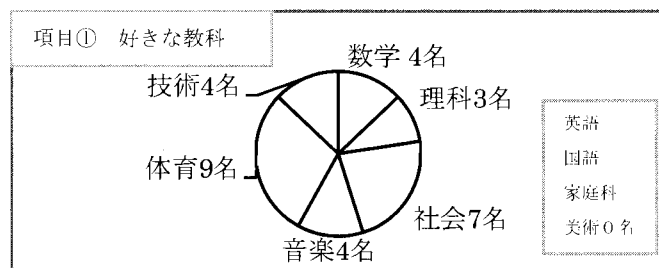 項目① 好きな教科
数学 4名
技術4名
理科3名
体育9名
社会7名
音楽4名
英語
国語
家庭科
美術0名